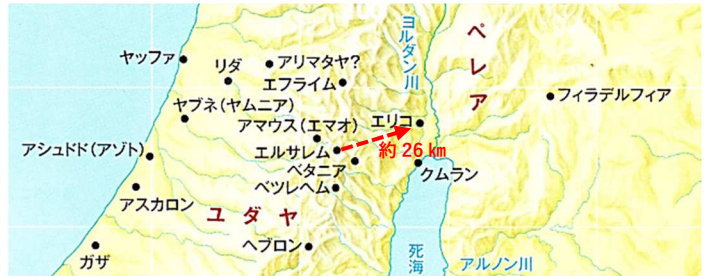 ヤッファ
リダ
アリマタヤ?
エフライム
ヨルダン川
ペレア
フィラデルフィア
ヤブネ(ヤムニア)
アマウス(エマオ)
エリコ
アシュドド(アゾト)
エルサレム
約26㎞
ベタニア
クムラン
ベツレヘム
アスカロン
ユダヤ
ヘブロン
ガザ
死海
アルノン川